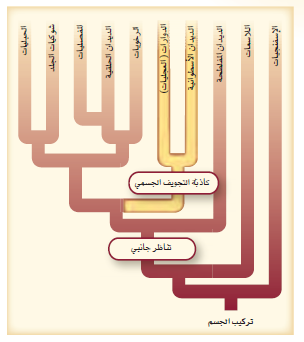 الإسفنجيات
اللاسعات
الديدان المفلطحة
الديدان الأسطوانية
الدوارات (العجليات)
الرخويات
الديدان الحلقية
المفصليات
شوكيات الجلد
الحبليات
كاذبة التجويف الجسمي
تناظر جانبي
تركيب الجسم